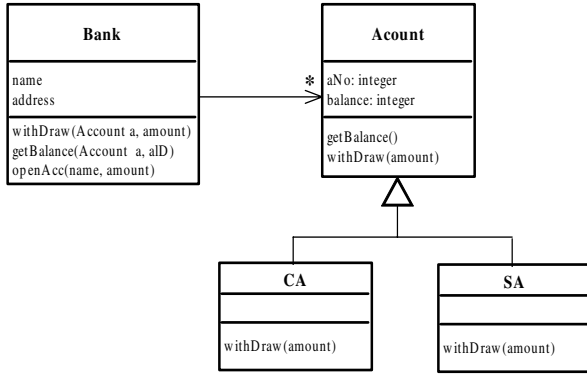 Bank
name
address
withDraw(Account a, amount)
getBalance(Account a, aID)
openAcc(name, amount)
*
Acount
aNo: integer
balance: integer
getBalance()
withDraw(amount)
CA
withDraw(amount)
SA
withDraw(amount)